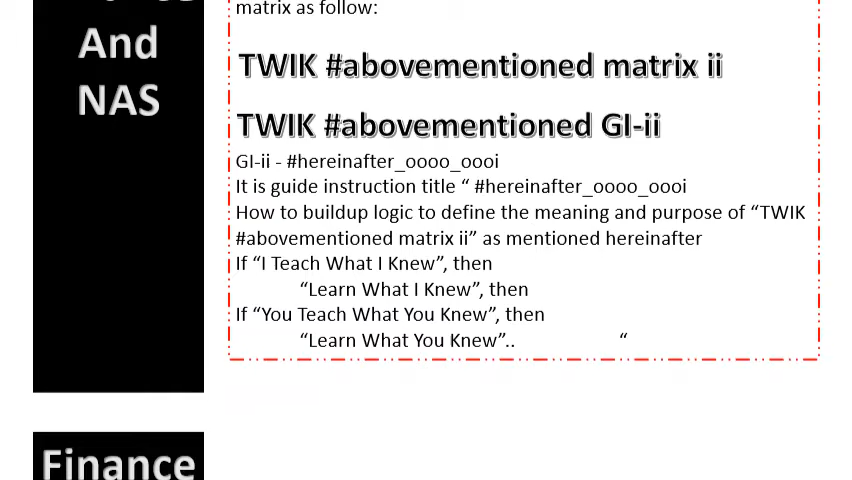 And
NAS
matrix as follow:
TWIK #abovementioned matrix ii
TWIK #abovementioned GI-ii
GI-ii - #hereinafter_oooo_oooi
It is guide instruction title “ #hereinafter_oooo_oooi
How to buildup logic to define the meaning and purpose of “TWIK
#abovementioned matrix ii” as mentioned hereinafter
If “I Teach What I Knew”, then
“Learn What I Knew”, then
If “You Teach What You Knew”, then
“Learn What You Knew”.. “
Finance